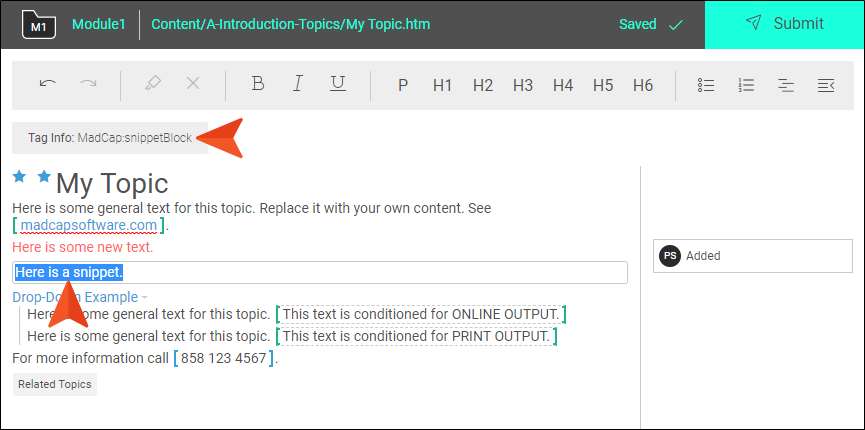 M1 Module1 Content/A-Introduction-Topics/My Topic.htm Saved Submit
B I U P H1 H2 H3 H4 H5 H6
Tag Info: MadCap:snippetBlock
My Topic
Here is some general text for this topic. Replace it with your own content. See
[madcapsoftware.com].
Here is some new text.
PS Added
Here is a snippet.
Drop-Down Example
Here is some general text for this topic. [This text is conditioned for ONLINE OUTPUT.]
Here is some general text for this topic. [This text is conditioned for PRINT OUTPUT.]
For more information call [858 123 4567].
Related Topics